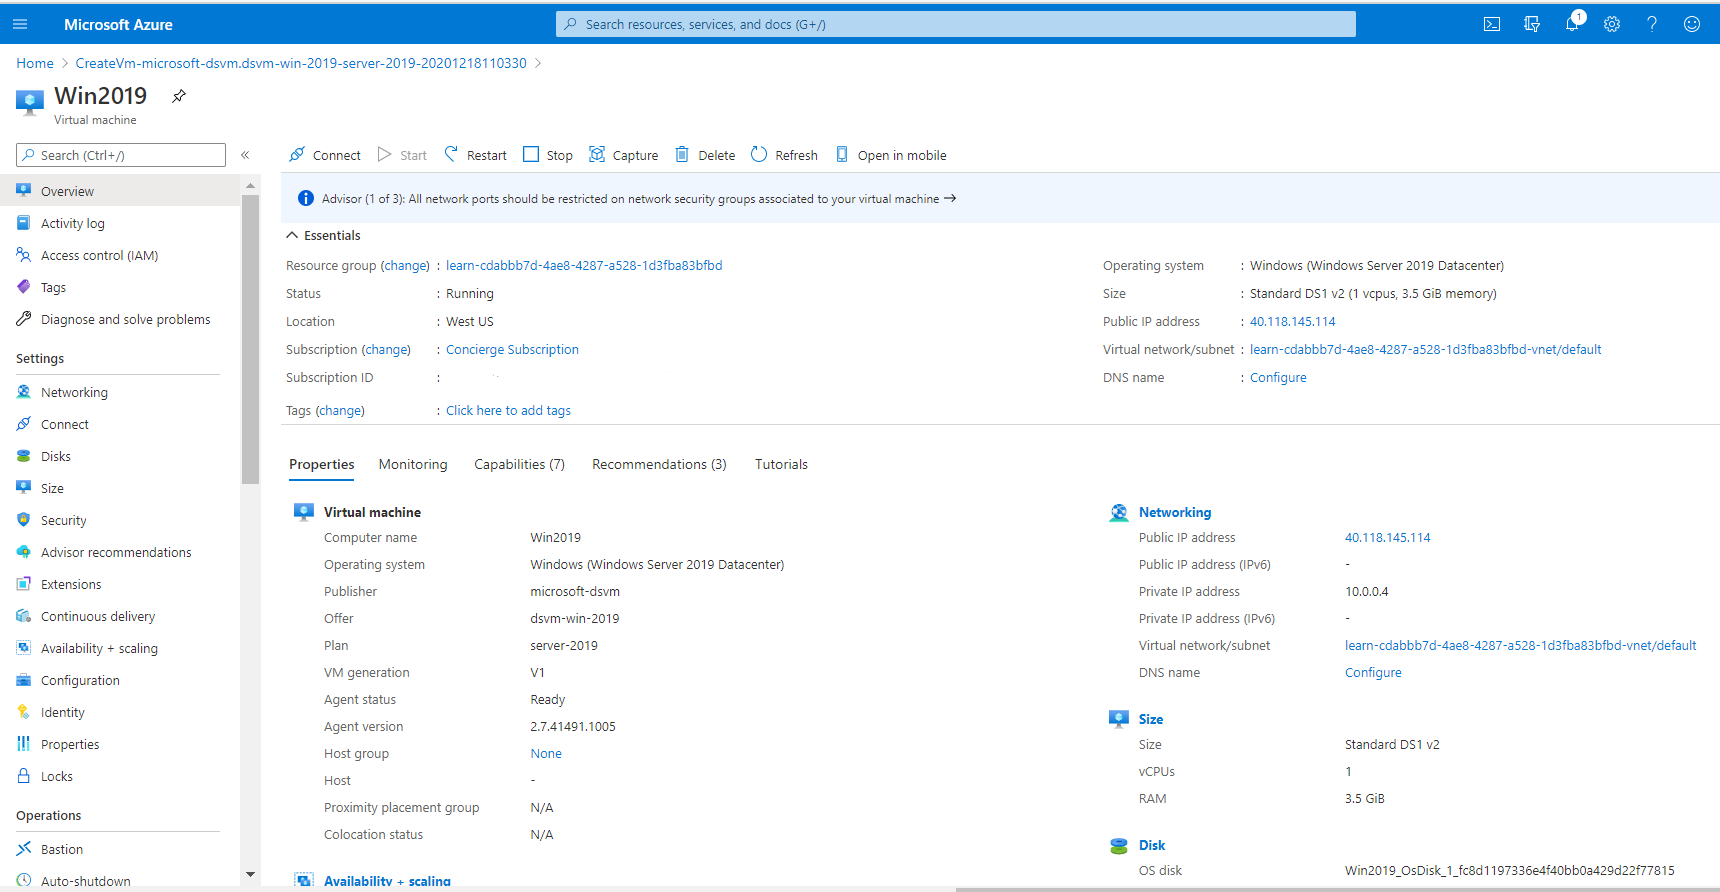 Microsoft Azure
Search resources, services, and docs (G+/)
1
Home > CreateVm-microsoft-dsvm.dsvm-win-2019-server-2019-20201218110330 >
Win2019
Virtual machine
Search (Ctrl+/)
«
Overview
Activity log
Access control (IAM)
Tags
Diagnose and solve problems
Settings
Networking
Connect
Disks
Size
Security
Advisor recommendations
Extensions
Continuous delivery
Availability + scaling
Configuration
Identity
Properties
Locks
Operations
Bastion
Auto-shutdown
Connect Start Restart Stop Capture Delete Refresh Open in mobile
Advisor (1 of 3): All network ports should be restricted on network security groups associated to your virtual machine →
Essentials
Resource group (change) : learn-cdabbb7d-4ae8-4287-a528-1d3fba83bfbd
Status : Running
Location : West US
Subscription (change) : Concierge Subscription
Subscription ID :
Tags (change) : Click here to add tags
Operating system : Windows (Windows Server 2019 Datacenter)
Size : Standard DS1 v2 (1 vcpus, 3.5 GiB memory)
Public IP address : 40.118.145.114
Virtual network/subnet : learn-cdabbb7d-4ae8-4287-a528-1d3fba83bfbd-vnet/default
DNS name : Configure
Properties Monitoring Capabilities (7) Recommendations (3) Tutorials
Virtual machine
Computer name Win2019
Operating system Windows (Windows Server 2019 Datacenter)
Publisher microsoft-dsvm
Offer dsvm-win-2019
Plan server-2019
VM generation V1
Agent status Ready
Agent version 2.7.41491.1005
Host group None
Host -
Proximity placement group N/A
Colocation status N/A
Availability + scaling
Networking
Public IP address 40.118.145.114
Public IP address (IPv6) -
Private IP address 10.0.0.4
Private IP address (IPv6) -
Virtual network/subnet learn-cdabbb7d-4ae8-4287-a528-1d3fba83bfbd-vnet/default
DNS name Configure
Size
Size Standard DS1 v2
vCPUs 1
RAM 3.5 GiB
Disk
OS disk Win2019_OsDisk_1_fc8d1197336e4f40bb0a429d22f77815